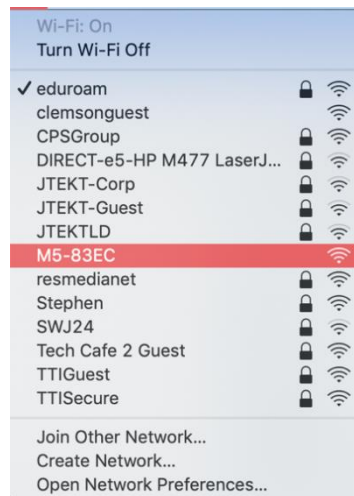 Wi-Fi: On
Turn Wi-Fi Off
✓ eduroam
clemsonguest
CPSGroup
DIRECT-e5-HP M477 LaserJ...
JTEKT-Corp
JTEKT-Guest
JTEKTLD
M5-83EC
resmedianet
Stephen
SWJ24
Tech Cafe 2 Guest
TTIGuest
TTISecure
Join Other Network...
Create Network...
Open Network Preferences...